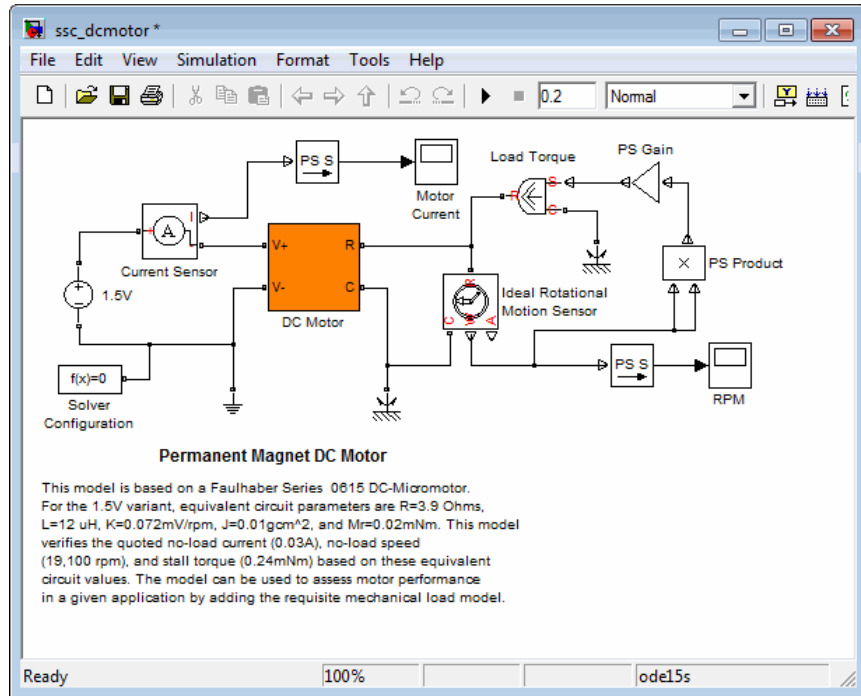 ssc_dcmotor *
File Edit View Simulation Format Tools Help
0.2 Normal
Load Torque
PS Gain
PS S
Motor
Current
R
S
C
I
A
+
-
Current Sensor
V+
R
V-
C
DC Motor
1.5V
×
PS Product
R
C
W
A
Ideal Rotational
Motion Sensor
f(x)=0
Solver
Configuration
PS S
RPM
Permanent Magnet DC Motor
This model is based on a Faulhaber Series 0615 DC-Micromotor.
For the 1.5V variant, equivalent circuit parameters are R=3.9 Ohms,
L=12 uH, K=0.072mV/rpm, J=0.01gcm^2, and Mr=0.02mNm. This model
verifies the quoted no-load current (0.03A), no-load speed
(19,100 rpm), and stall torque (0.24mNm) based on these equivalent
circuit values. The model can be used to assess motor performance
in a given application by adding the requisite mechanical load model.
Ready 100% ode15s